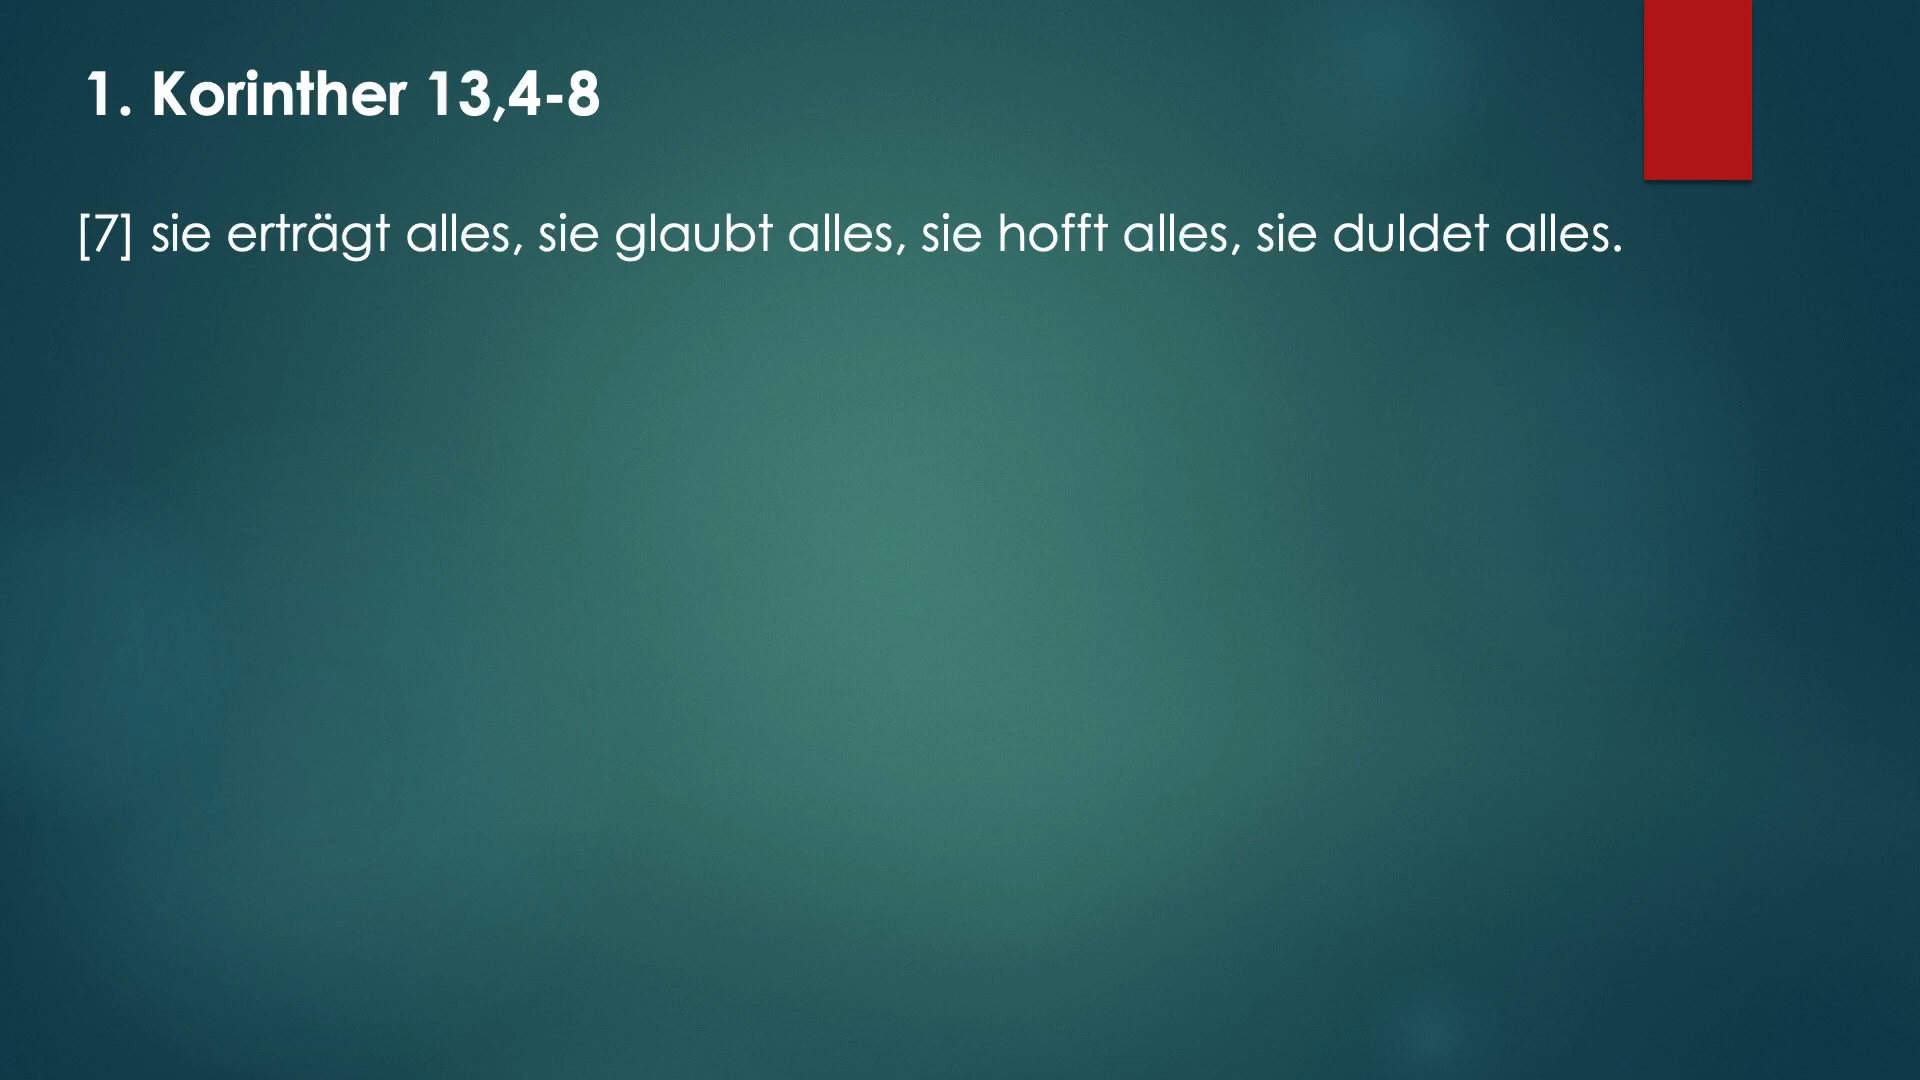 1. Korinther 13,4-8
[7] sie erträgt alles, sie glaubt alles, sie hofft alles, sie duldet alles.